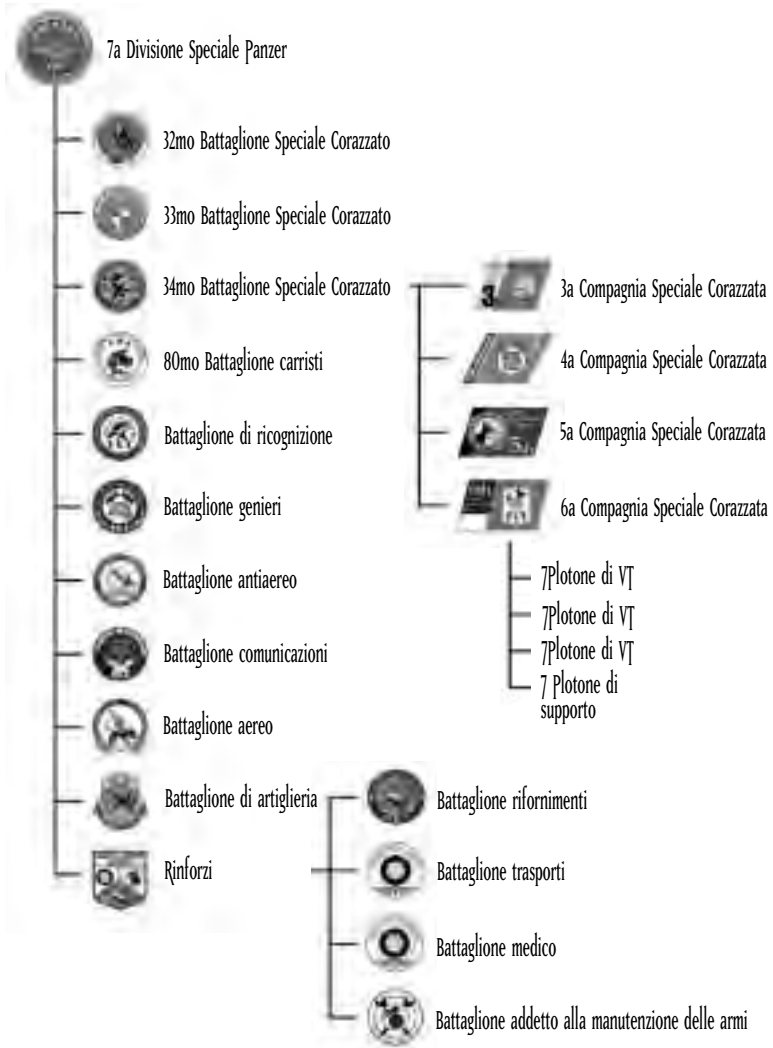 7a Divisione Speciale Panzer
32mo Battaglione Speciale Corazzato
33mo Battaglione Speciale Corazzato
34mo Battaglione Speciale Corazzato
3
3a Compagnia Speciale Corazzata
80mo Battaglione carristi
4a Compagnia Speciale Corazzata
Battaglione di ricognizione
5a Compagnia Speciale Corazzata
Battaglione genieri
6a Compagnia Speciale Corazzata
Battaglione antiaereo
7Plotone di VT
7Plotone di VT
Battaglione comunicazioni
7Plotone di VT
7 Plotone di
supporto
Battaglione aereo
Battaglione di artiglieria
Battaglione rifornimenti
Rinforzi
Battaglione trasporti
Battaglione medico
Battaglione addetto alla manutenzione delle armi